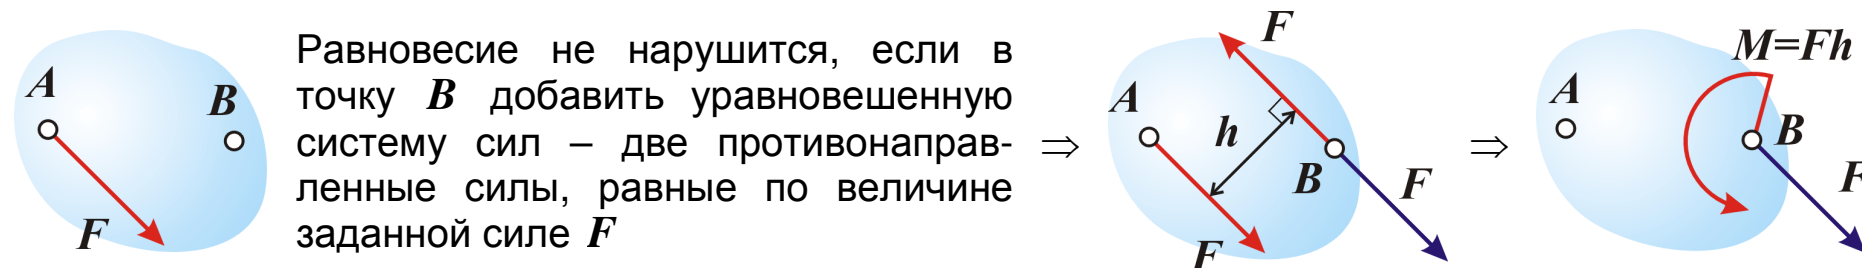 A
B
F
Равновесие не нарушится, если в
точку B добавить уравновешенную
систему сил – две противонаправ-
ленные силы, равные по величине
заданной силе F
⇒
F
A
h
B
F
F
⇒
M=Fh
A
B
F